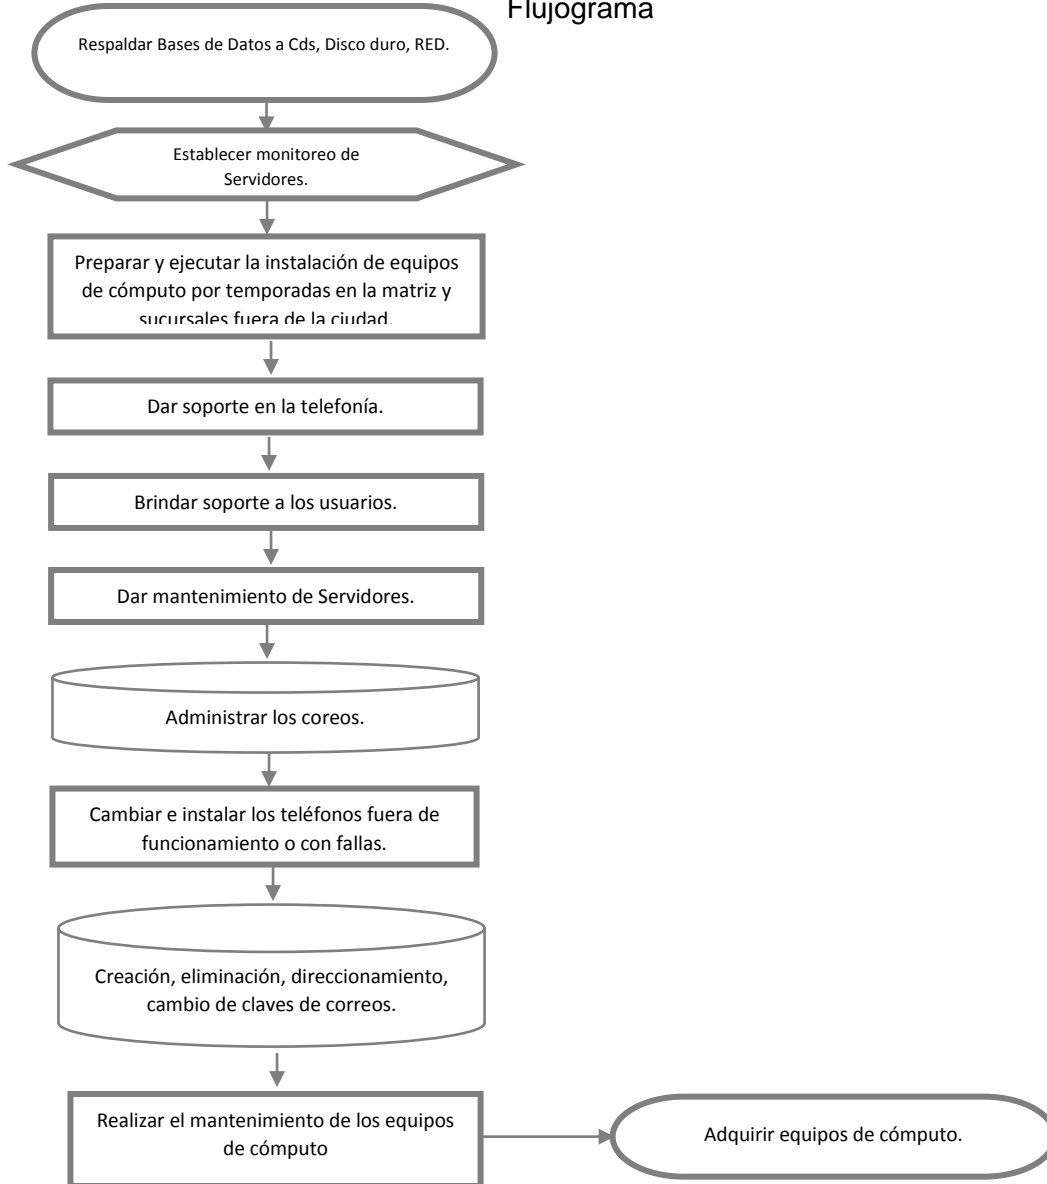 Flujograma
Respaldar Bases de Datos a Cds, Disco duro, RED.
Establecer monitoreo de
Servidores.
Preparar y ejecutar la instalación de equipos
de cómputo por temporadas en la matriz y
sucursales fuera de la ciudad.
Dar soporte en la telefonía.
Brindar soporte a los usuarios.
Dar mantenimiento de Servidores.
Administrar los coreos.
Cambiar e instalar los teléfonos fuera de
funcionamiento o con fallas.
Creación, eliminación, direccionamiento,
cambio de claves de correos.
Realizar el mantenimiento de los equipos
de cómputo
Adquirir equipos de cómputo.